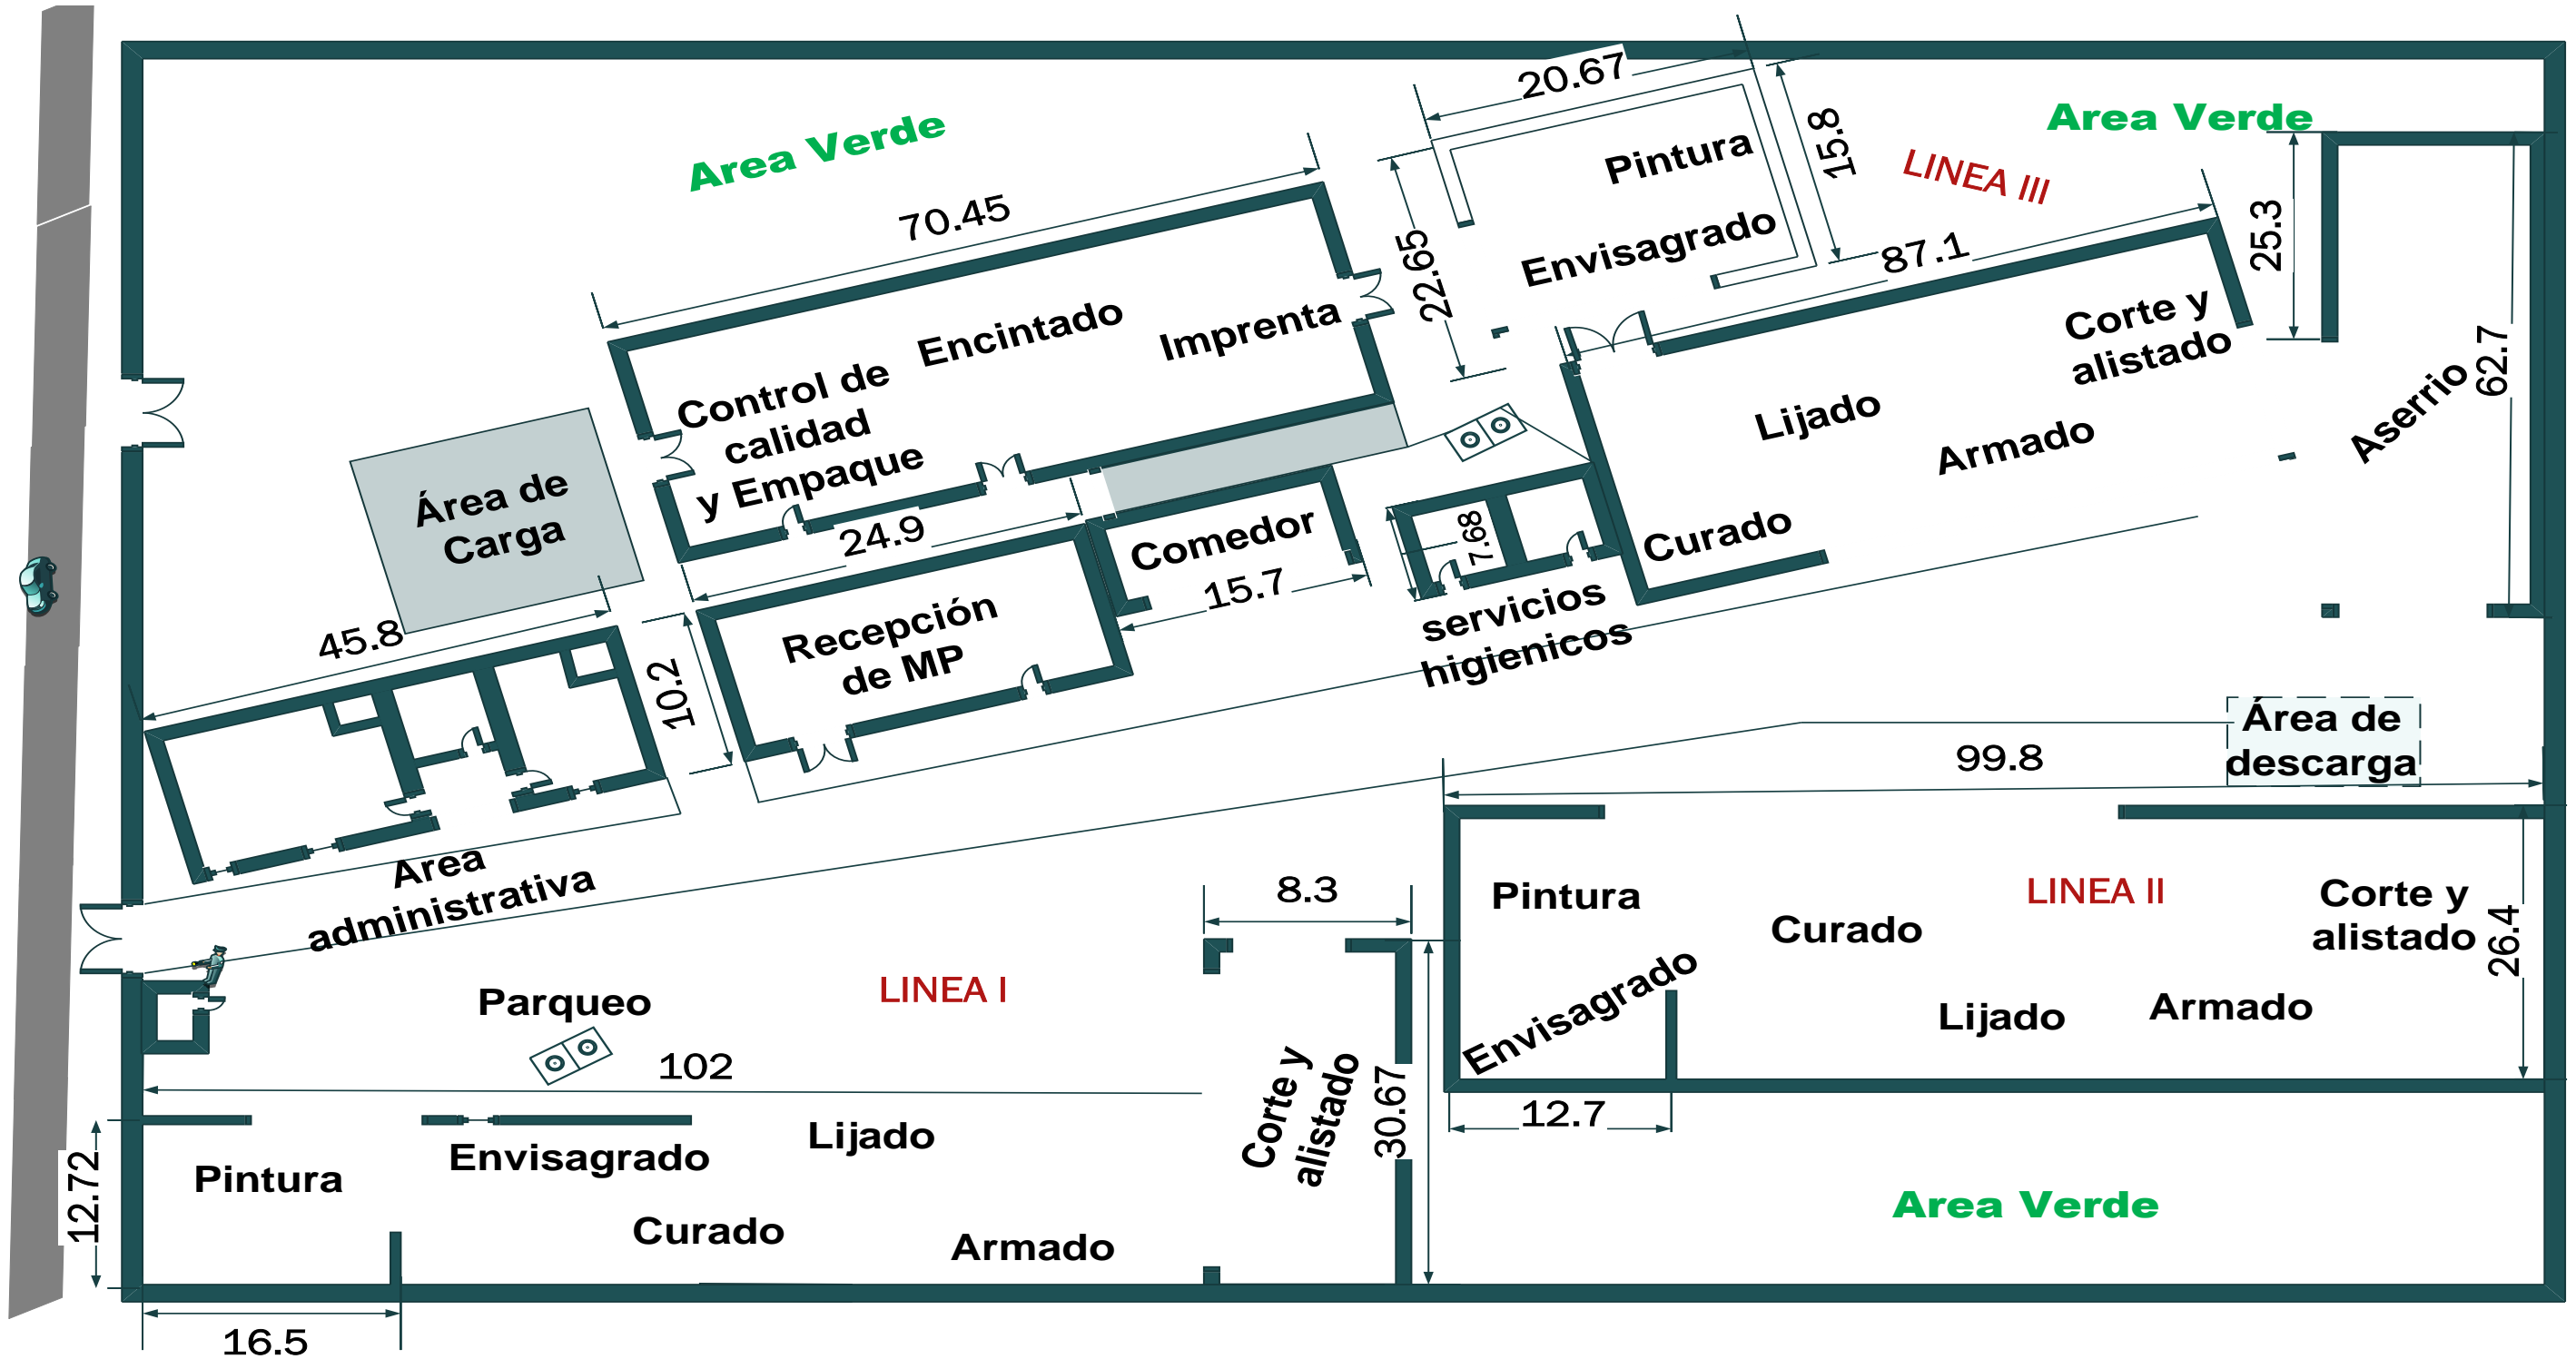 20.67
Area Verde
Area Verde
15.8
Pintura
LINEA III
70.45
25.3
22.65
Envisagrado
87.1
Encintado
Imprenta
Corte y
alistado
62.7
Control de
calidad
y Empaque
Lijado
Armado
Aserrio
Área de
Carga
24.9
Comedor
7.68
Curado
15.7
45.8
Recepción
de MP
servicios
higienicos
10.2
Área de
descarga
99.8
Area
administrativa
8.3
Pintura
LINEA II
Corte y
alistado
Curado
26.4
LINEA I
Parqueo
Envisagrado
Lijado
Armado
102
Corte y
alistado
30.67
12.7
Lijado
Envisagrado
Pintura
12.72
Curado
Armado
Area Verde
16.5